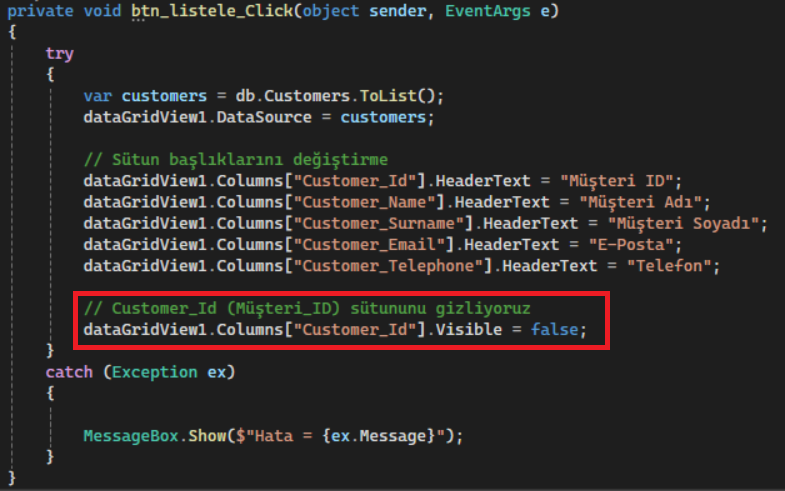 private void btn_listele_Click(object sender, EventArgs e)
{
try
{
var customers = db.Customers.ToList();
dataGridView1.DataSource = customers;
// Sütun başlıklarını değiştirme
dataGridView1.Columns["Customer_Id"].HeaderText = "Müşteri ID";
dataGridView1.Columns["Customer_Name"].HeaderText = "Müşteri Adı";
dataGridView1.Columns["Customer_Surname"].HeaderText = "Müşteri Soyadı";
dataGridView1.Columns["Customer_Email"].HeaderText = "E-Posta";
dataGridView1.Columns["Customer_Telephone"].HeaderText = "Telefon";
// Customer_Id (Müşteri_ID) sütununu gizliyoruz
dataGridView1.Columns["Customer_Id"].Visible = false;
}
catch (Exception ex)
{
MessageBox.Show($"Hata = {ex.Message}");
}
}